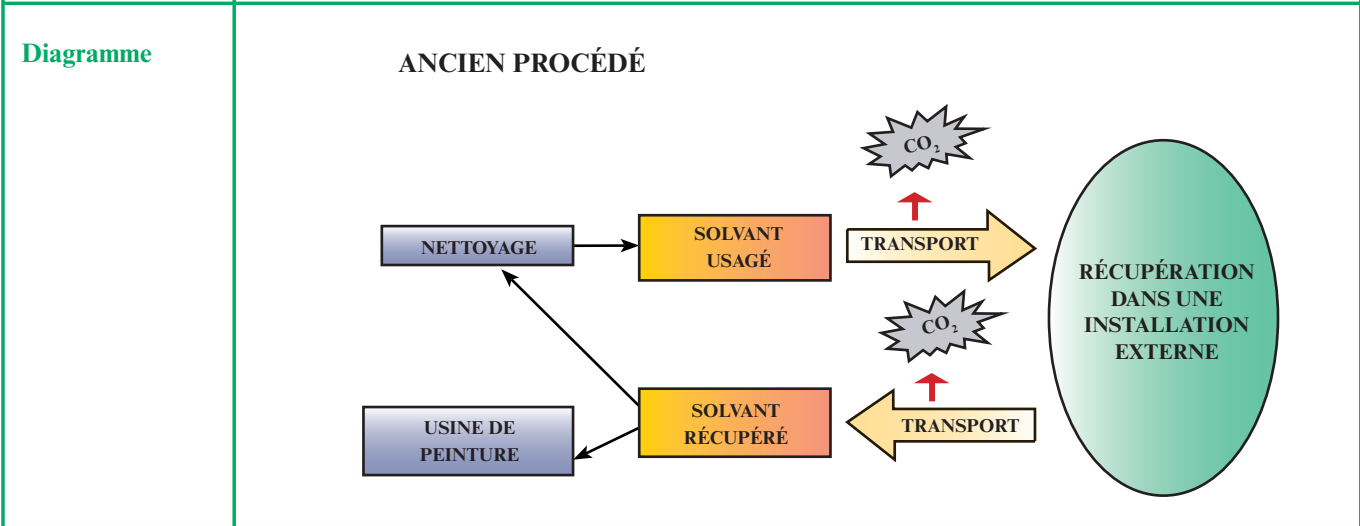 Diagramme
ANCIEN PROCÉDÉ
CO₂
NETTOYAGE
SOLVANT
USAGÉ
TRANSPORT
RÉCUPÉRATION
DANS UNE
INSTALLATION
EXTERNE
CO₂
USINE DE
PEINTURE
SOLVANT
RÉCUPÉRÉ
TRANSPORT